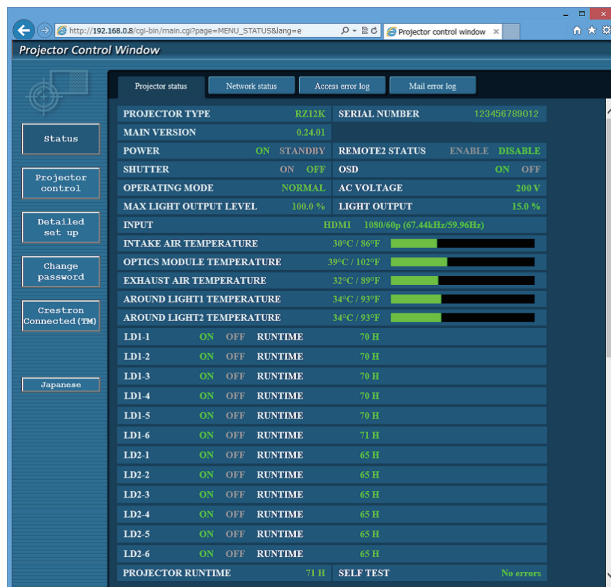 http://192.168.0.8/cgi-bin/main.cgi?page=MENU_STATUS&lang=e
Projector control window
Projector Control Window
Projector status Network status Access error log Mail error log
Status
Projector control
Detailed set up
Change password
Crestron Connected(TM)
Japanese
PROJECTOR TYPE RZ12K SERIAL NUMBER 123456789012
MAIN VERSION 0.24.01
POWER ON STANDBY REMOTE2 STATUS ENABLE DISABLE
SHUTTER ON OFF OSD ON OFF
OPERATING MODE NORMAL AC VOLTAGE 200 V
MAX LIGHT OUTPUT LEVEL 100.0 % LIGHT OUTPUT 15.0 %
INPUT HDMI 1080/60p (67.44kHz/59.96Hz)
INTAKE AIR TEMPERATURE 30°C / 86°F
OPTICS MODULE TEMPERATURE 39°C / 102°F
EXHAUST AIR TEMPERATURE 32°C / 89°F
AROUND LIGHT1 TEMPERATURE 34°C / 93°F
AROUND LIGHT2 TEMPERATURE 34°C / 93°F
LD1-1 ON OFF RUNTIME 70 H
LD1-2 ON OFF RUNTIME 70 H
LD1-3 ON OFF RUNTIME 70 H
LD1-4 ON OFF RUNTIME 70 H
LD1-5 ON OFF RUNTIME 70 H
LD1-6 ON OFF RUNTIME 71 H
LD2-1 ON OFF RUNTIME 65 H
LD2-2 ON OFF RUNTIME 65 H
LD2-3 ON OFF RUNTIME 65 H
LD2-4 ON OFF RUNTIME 65 H
LD2-5 ON OFF RUNTIME 65 H
LD2-6 ON OFF RUNTIME 65 H
PROJECTOR RUNTIME 71 H SELF TEST No errors